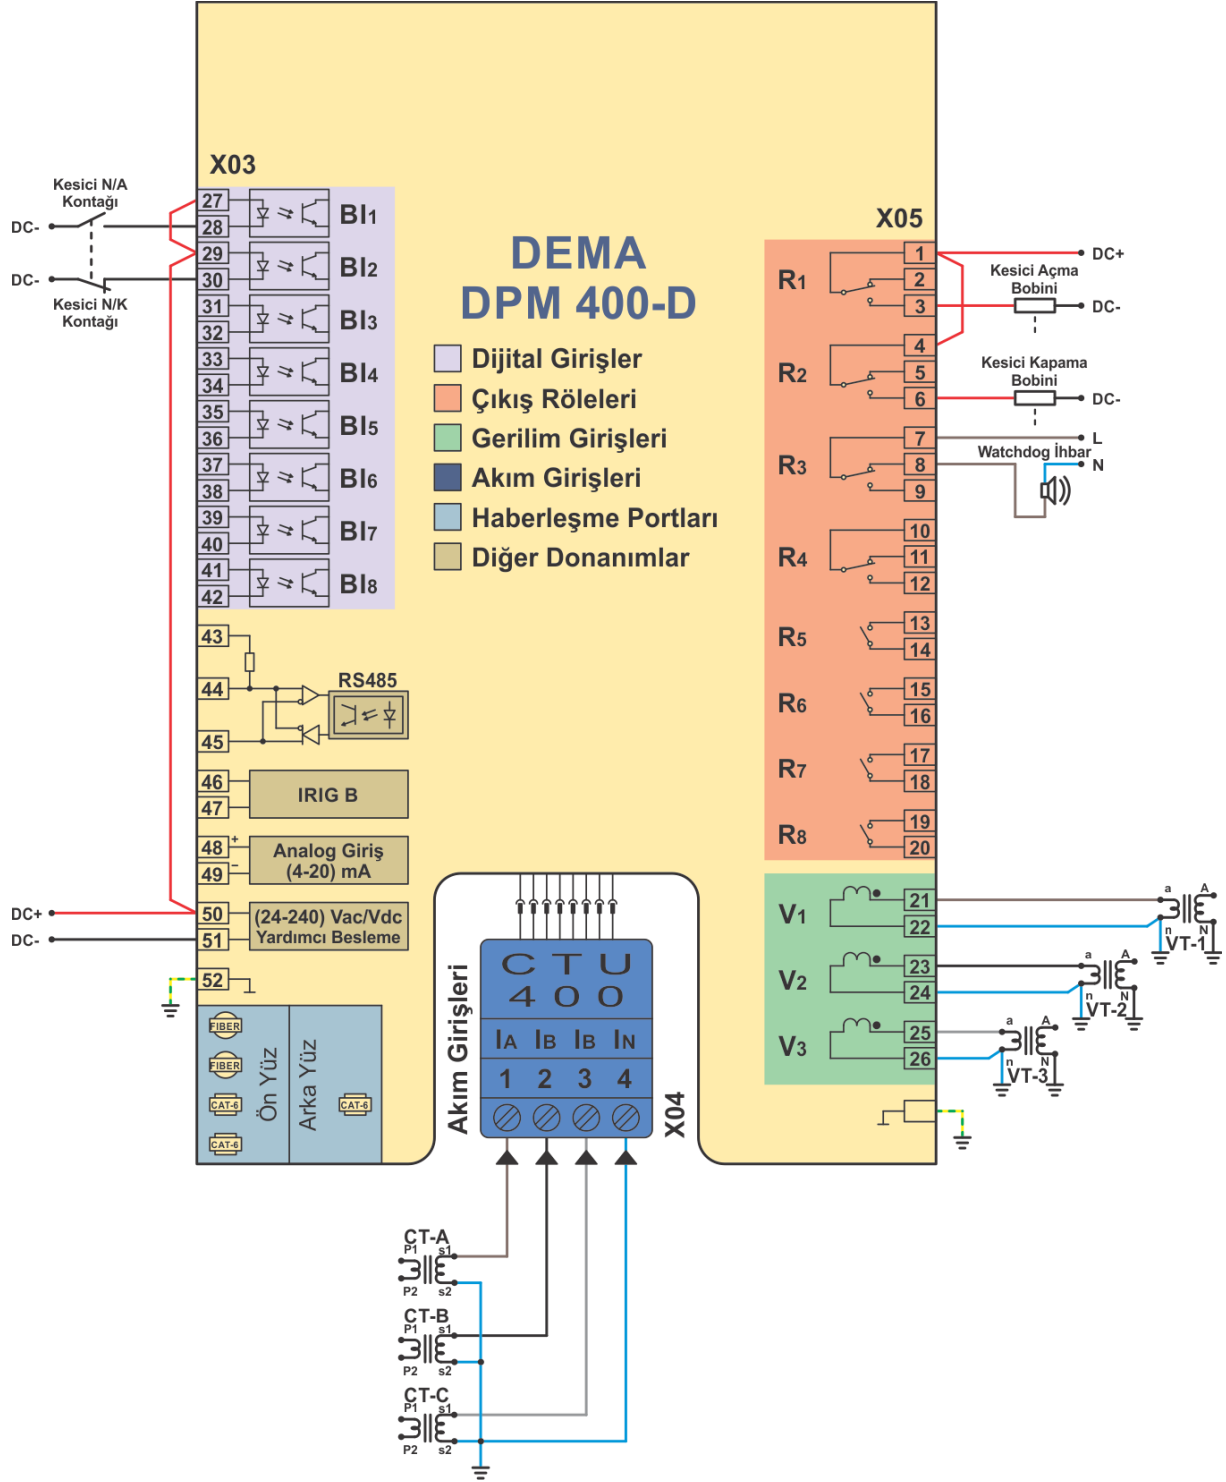 X03
Kesici N/A
Kontağı
DC-
DC-
Kesici N/K
Kontağı
27
28
BI1
29
30
BI2
31
32
BI3
33
34
BI4
35
36
BI5
37
38
BI6
39
40
BI7
41
42
BI8
43
44
45
RS485
46
47
IRIG B
48
+
49
−
Analog Giriş
(4-20) mA
DC+
DC-
50
51
(24-240) Vac/Vdc
Yardımcı Besleme
52
FIBER
FIBER
CAT-6
CAT-6
Ön Yüz
Arka Yüz
CAT-6
DEMA
DPM 400-D
Dijital Girişler
Çıkış Röleleri
Gerilim Girişleri
Akım Girişleri
Haberleşme Portları
Diğer Donanımlar
X05
R1
1
2
3
DC+
Kesici Açma
Bobini
DC-
R2
4
5
6
Kesici Kapama
Bobini
DC-
R3
7
8
9
L
Watchdog İhbar
N
R4
10
11
12
R5
13
14
R6
15
16
R7
17
18
R8
19
20
V1
21
22
a
A
n
N
VT-1
V2
23
24
a
A
n
N
VT-2
V3
25
26
a
A
n
N
VT-3
Akım Girişleri
C T U
4 0 0
IA IB IB IN
1 2 3 4
X04
CT-A
P1
s1
P2
s2
CT-B
P1
s1
P2
s2
CT-C
P1
s1
P2
s2